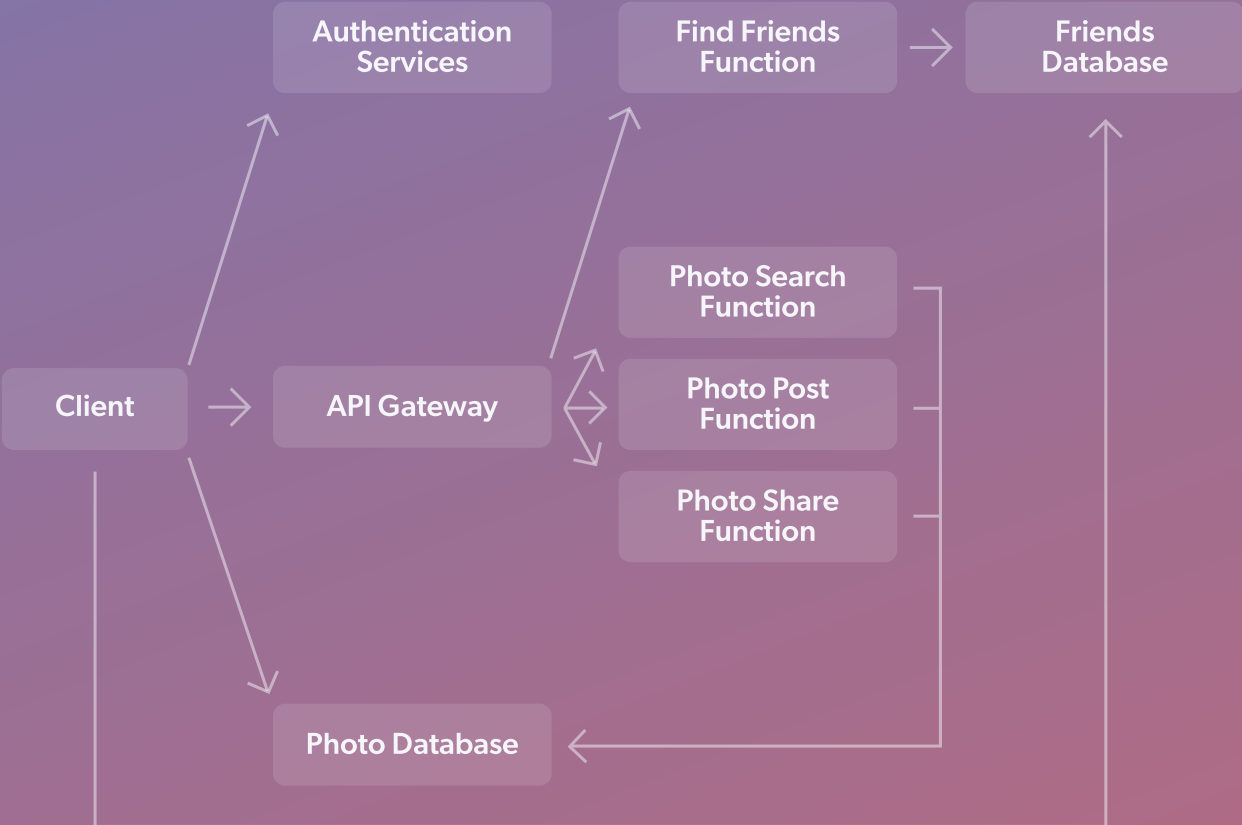 Authentication
Services
Find Friends
Function
Friends
Database
Photo Search
Function
Client
API Gateway
Photo Post
Function
Photo Share
Function
Photo Database